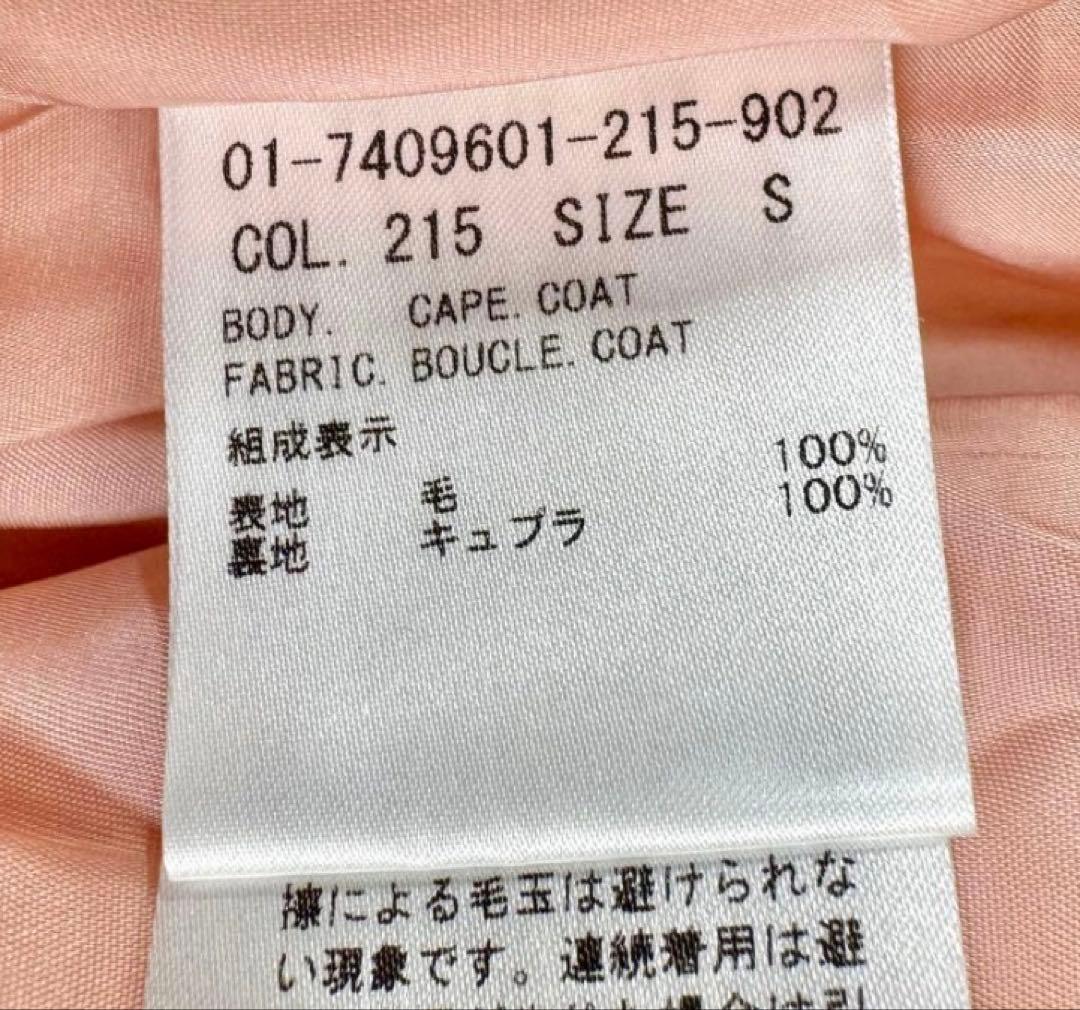 01-7409601-215-902
COL. 215 SIZE S
BODY. CAPE. COAT
FABRIC. BOUCLE. COAT
組成表示
表地 毛 100%
裏地 キュプラ 100%
擦による毛玉は避けられな
い現象です。連続着用は避